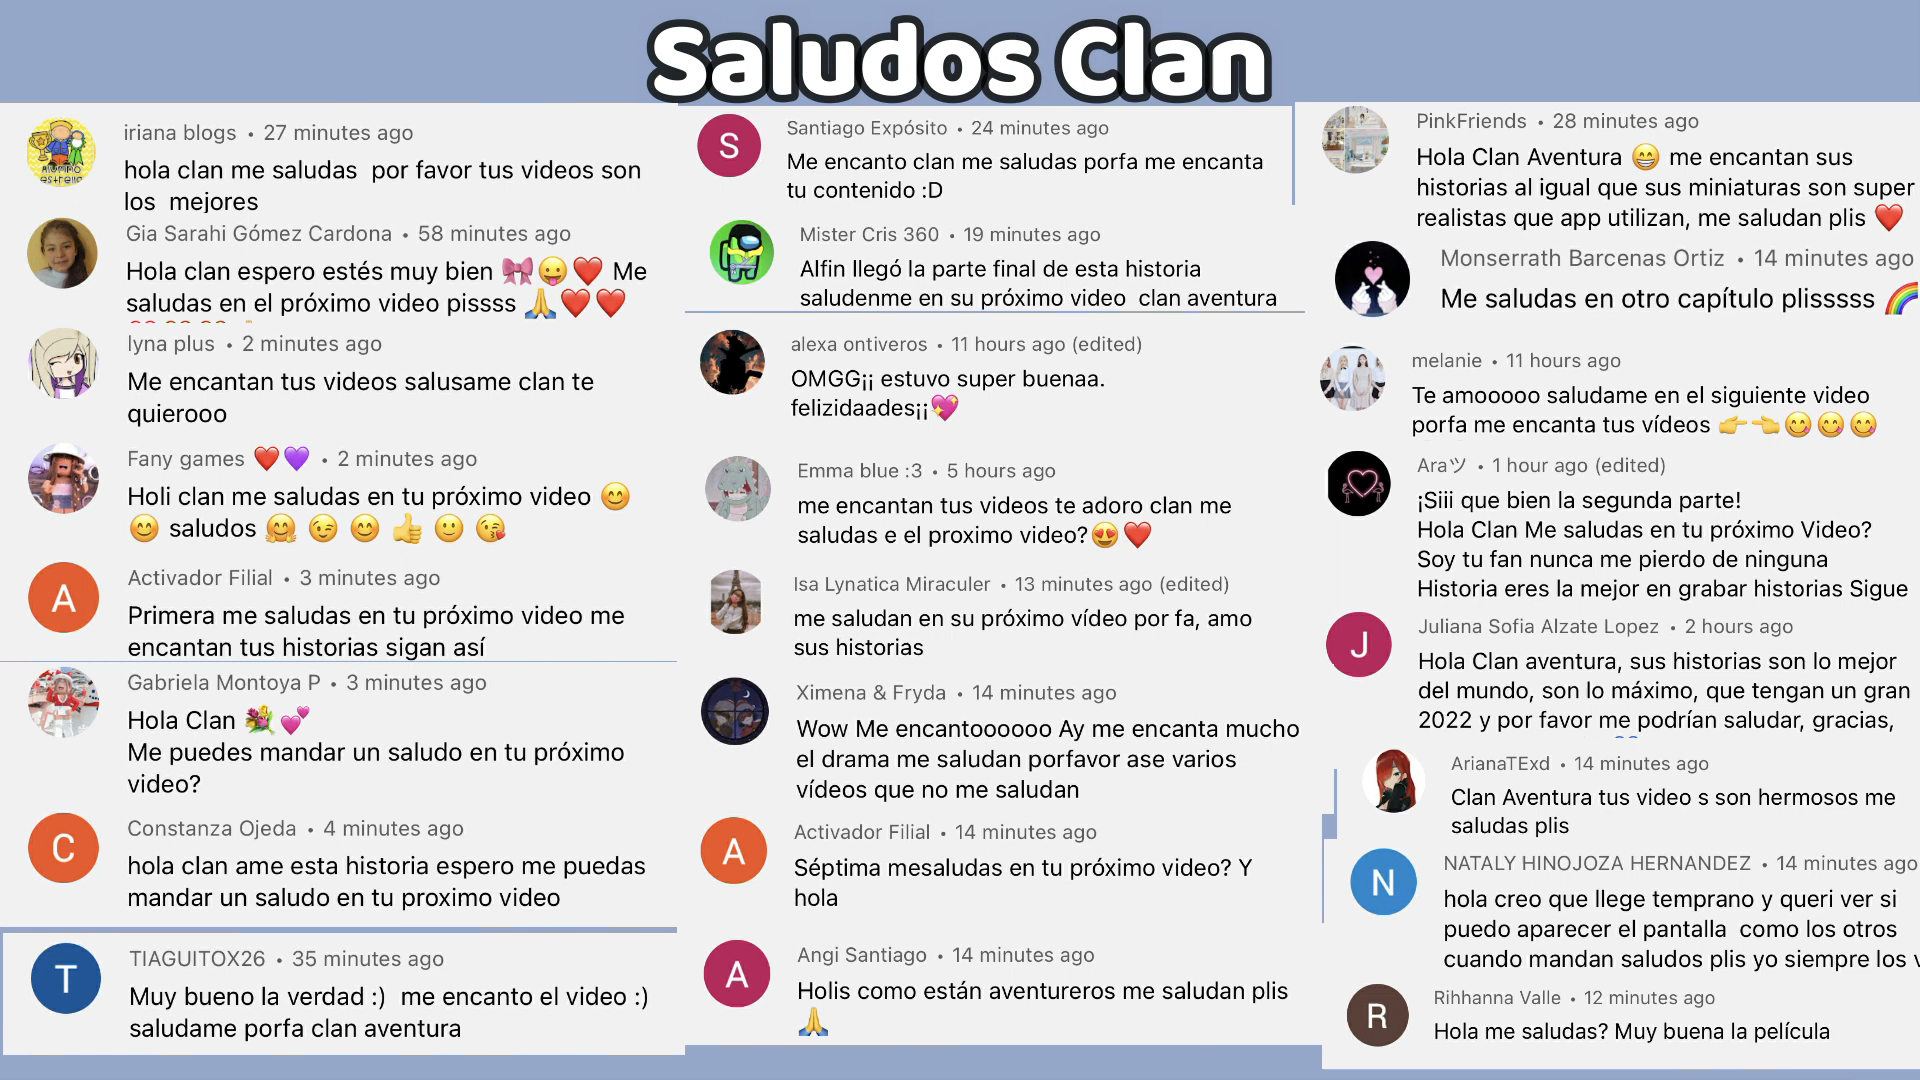 Saludos Clan
iriana blogs • 27 minutes ago
hola clan me saludas  por favor tus videos son
los  mejores
Gia Sarahi Gómez Cardona • 58 minutes ago
Hola clan espero estés muy bien 🎀😛❤️ Me
saludas en el próximo video pissss 🙏❤️❤️
lyna plus • 2 minutes ago
Me encantan tus videos salusame clan te
quierooo
Fany games ❤️💜 • 2 minutes ago
Holi clan me saludas en tu próximo video 😊
😊 saludos 🤗 😉 😊 👍 🙂 😘
A
Activador Filial • 3 minutes ago
Primera me saludas en tu próximo video me
encantan tus historias sigan así
Gabriela Montoya P • 3 minutes ago
Hola Clan 💐💕
Me puedes mandar un saludo en tu próximo
video?
C
Constanza Ojeda • 4 minutes ago
hola clan ame esta historia espero me puedas
mandar un saludo en tu proximo video
T
TIAGUITOX26 • 35 minutes ago
Muy bueno la verdad :)  me encanto el video :)
saludame porfa clan aventura
S
Santiago Expósito • 24 minutes ago
Me encanto clan me saludas porfa me encanta
tu contenido :D
Mister Cris 360 • 19 minutes ago
Alfin llegó la parte final de esta historia
saludenme en su próximo video  clan aventura
alexa ontiveros • 11 hours ago (edited)
OMGG¡¡ estuvo super buenaa.
felizidaades¡¡💖
Emma blue :3 • 5 hours ago
me encantan tus videos te adoro clan me
saludas e el proximo video?😍❤️
Isa Lynatica Miraculer • 13 minutes ago (edited)
me saludan en su próximo vídeo por fa, amo
sus historias
Ximena & Fryda • 14 minutes ago
Wow Me encantoooooo Ay me encanta mucho
el drama me saludan porfavor ase varios
vídeos que no me saludan
A
Activador Filial • 14 minutes ago
Séptima mesaludas en tu próximo video? Y
hola
A
Angi Santiago • 14 minutes ago
Holis como están aventureros me saludan plis
🙏
PinkFriends • 28 minutes ago
Hola Clan Aventura 😁 me encantan sus
historias al igual que sus miniaturas son super
realistas que app utilizan, me saludan plis ❤️
Monserrath Barcenas Ortiz • 14 minutes ago
Me saludas en otro capítulo plisssss 🌈
melanie • 11 hours ago
Te amooooo saludame en el siguiente video
porfa me encanta tus vídeos 👉👈😋😋😋
Araツ • 1 hour ago (edited)
¡Siii que bien la segunda parte!
Hola Clan Me saludas en tu próximo Video?
Soy tu fan nunca me pierdo de ninguna
Historia eres la mejor en grabar historias Sigue
J
Juliana Sofia Alzate Lopez • 2 hours ago
Hola Clan aventura, sus historias son lo mejor
del mundo, son lo máximo, que tengan un gran
2022 y por favor me podrían saludar, gracias,
ArianaTExd • 14 minutes ago
Clan Aventura tus video s son hermosos me
saludas plis
N
NATALY HINOJOZA HERNANDEZ • 14 minutes ago
hola creo que llege temprano y queri ver si
puedo aparecer el pantalla  como los otros
cuando mandan saludos plis yo siempre los
R
Rihhanna Valle • 12 minutes ago
Hola me saludas? Muy buena la película